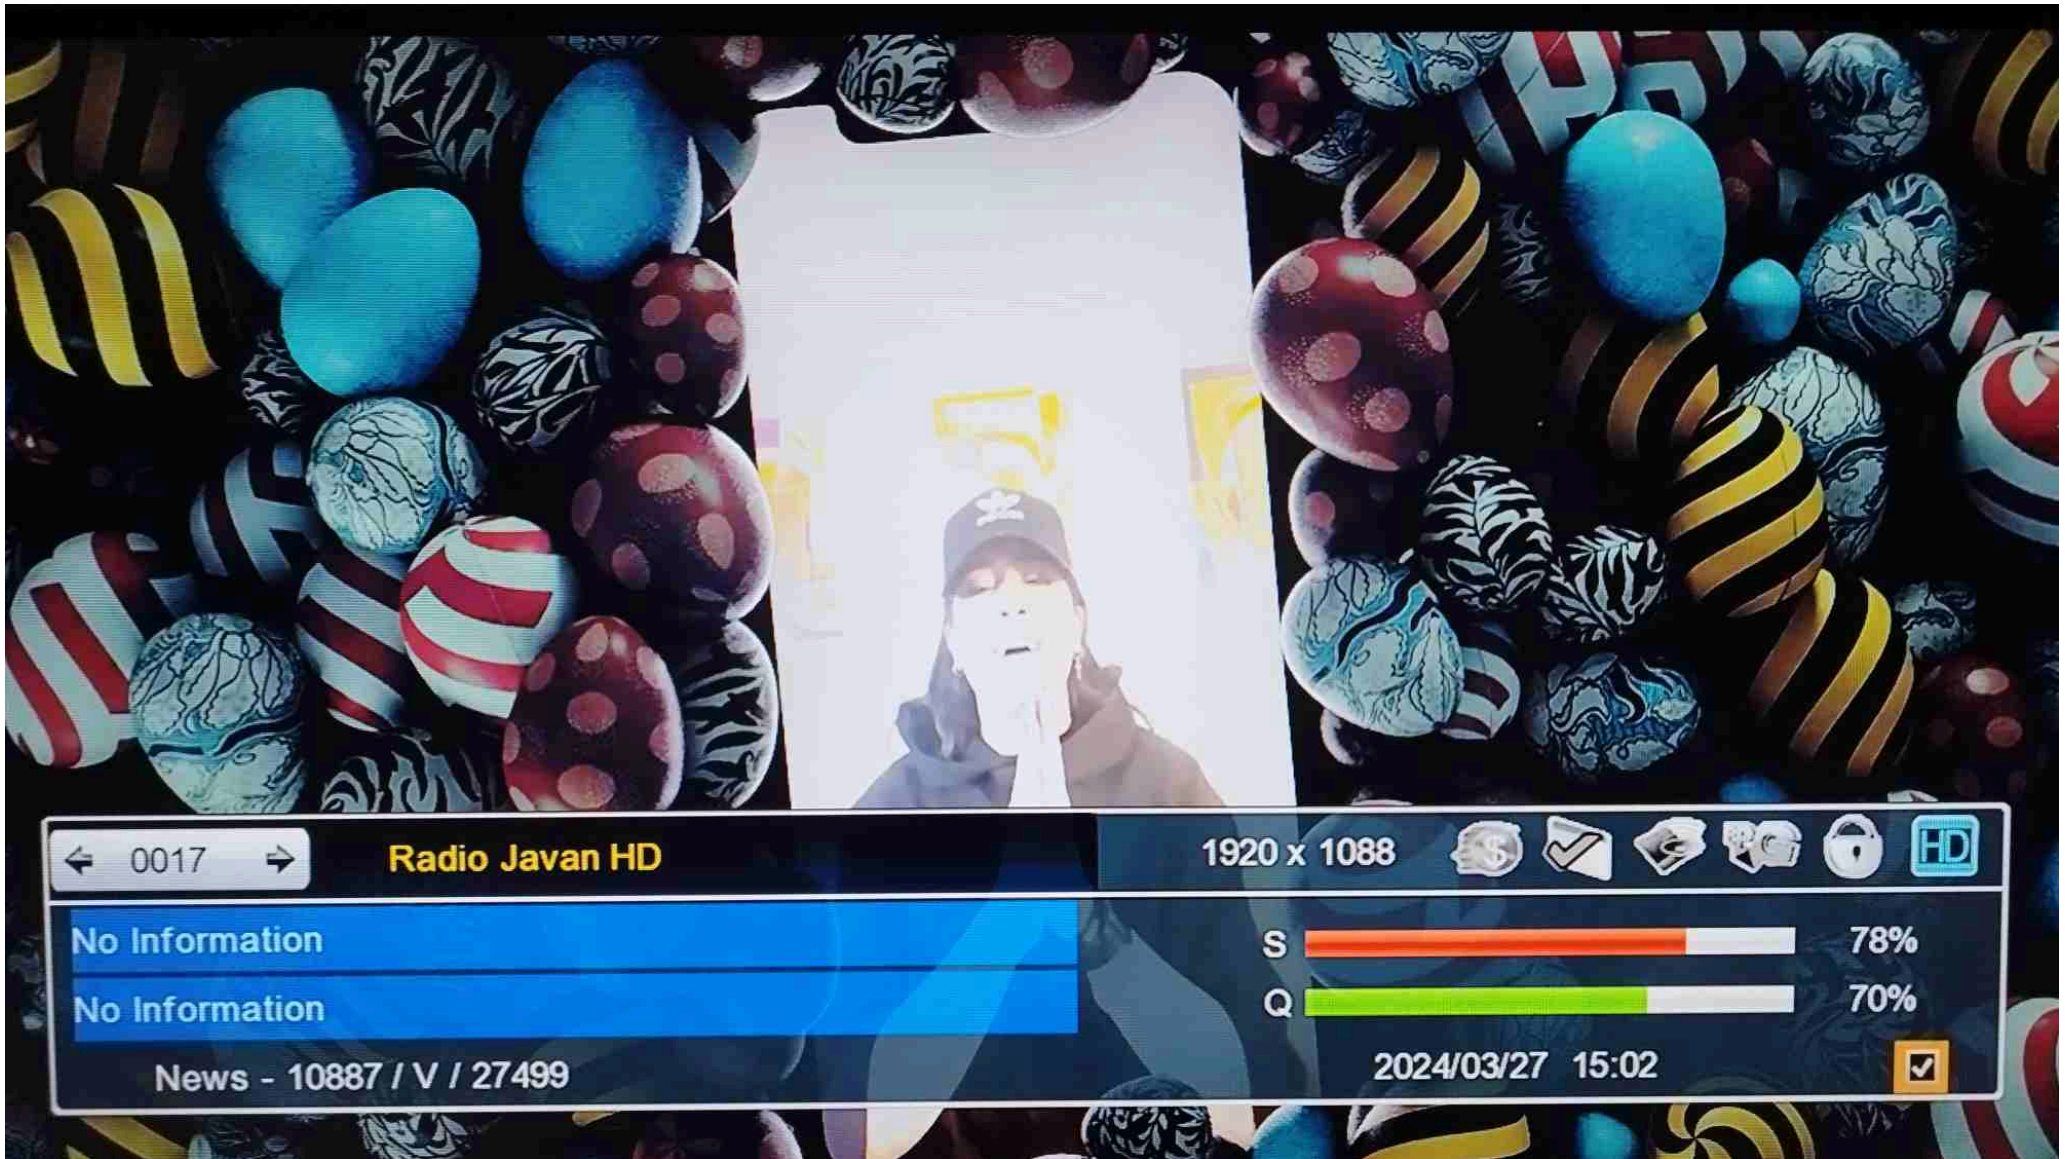 0017
Radio Javan HD
1920 x 1088
$
HD
No Information
S 78%
No Information
Q 70%
News - 10887 / V / 27499
2024/03/27 15:02